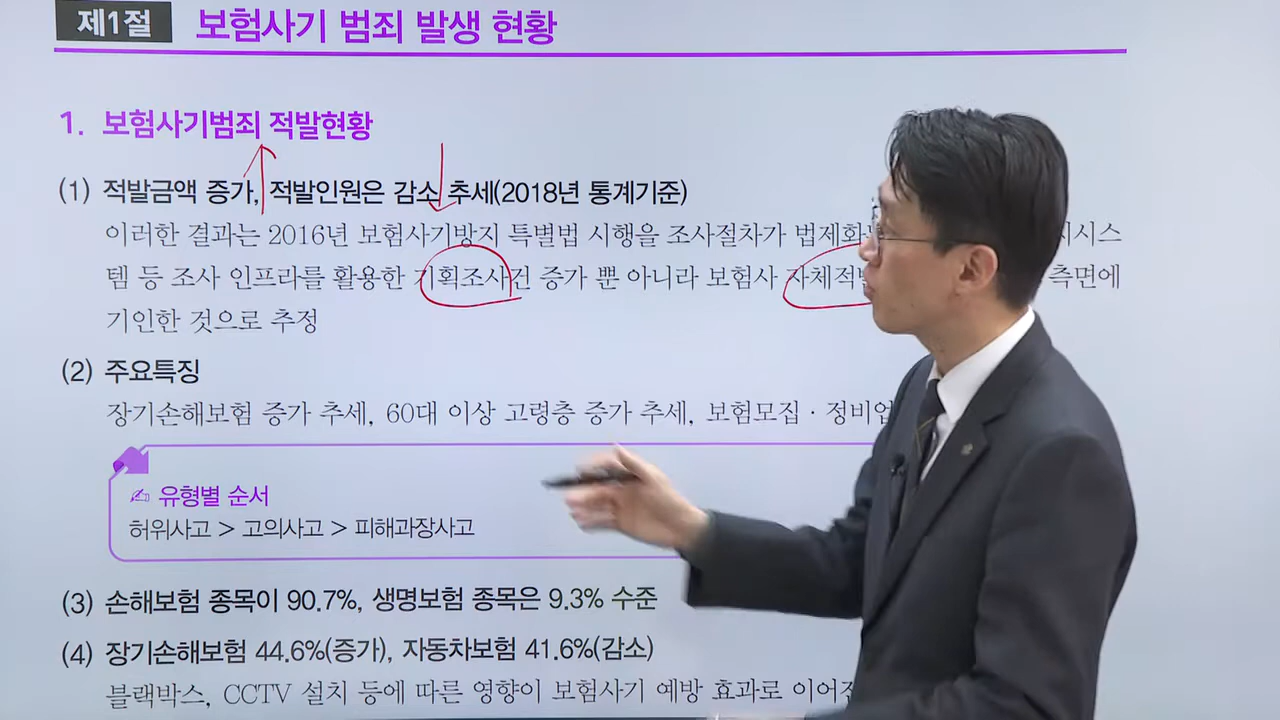 제1절 보험사기 범죄 발생 현황
1. 보험사기범죄 적발현황
(1) 적발금액 증가, 적발인원은 감소 추세(2018년 통계기준)
이러한 결과는 2016년 보험사기방지 특별법 시행을 조사절차가 법제화 시스
템 등 조사 인프라를 활용한 기획조사건 증가 뿐 아니라 보험사 자체적 측면에
기인한 것으로 추정
(2) 주요특징
장기손해보험 증가 추세, 60대 이상 고령층 증가 추세, 보험모집·정비업
유형별 순서
허위사고 > 고의사고 > 피해과장사고
(3) 손해보험 종목이 90.7%, 생명보험 종목은 9.3% 수준
(4) 장기손해보험 44.6%(증가), 자동차보험 41.6%(감소)
블랙박스, CCTV 설치 등에 따른 영향이 보험사기 예방 효과로